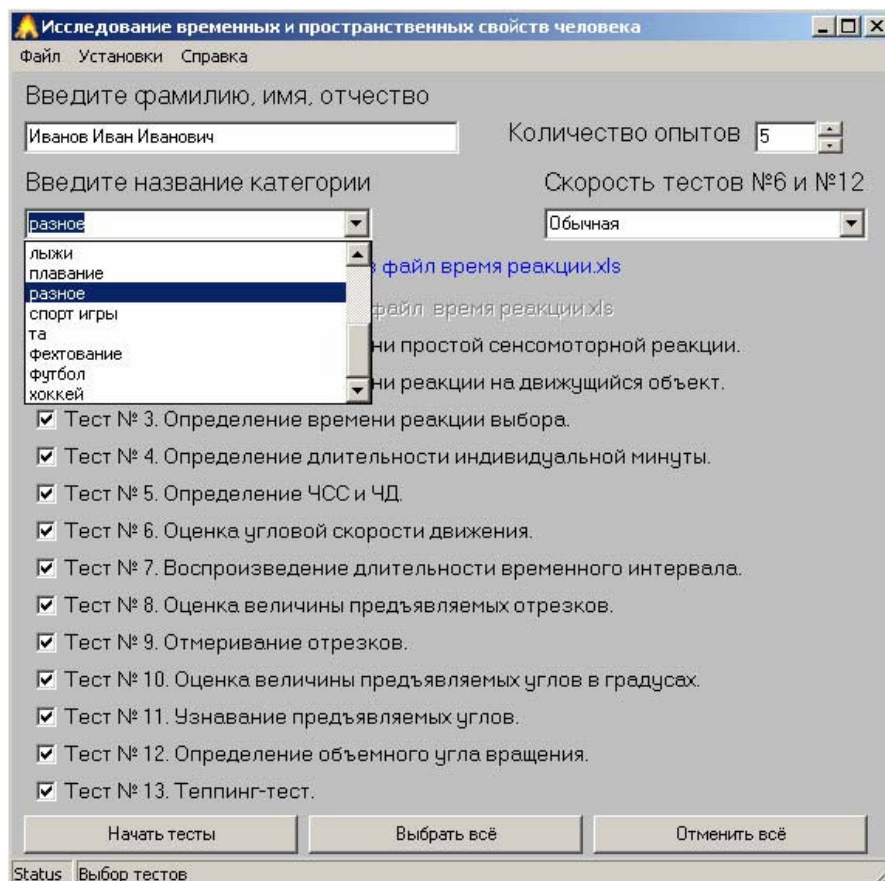 Исследование временных и пространственных свойств человека
Файл Установки Справка
Введите фамилию, имя, отчество
Иванов Иван Иванович
Количество опытов 5
Введите название категории
Скорость тестов №6 и №12
разное
Обычная
лыжи
плавание
разное
спорт игры
та
фехтование
футбол
хоккей
в файл время реакции.xls
файл время реакции.xls
ни простой сенсомоторной реакции.
ни реакции на движущийся объект.
Тест № 3. Определение времени реакции выбора.
Тест № 4. Определение длительности индивидуальной минуты.
Тест № 5. Определение ЧСС и ЧД.
Тест № 6. Оценка угловой скорости движения.
Тест № 7. Воспроизведение длительности временного интервала.
Тест № 8. Оценка величины предъявляемых отрезков.
Тест № 9. Отмеривание отрезков.
Тест № 10. Оценка величины предъявляемых углов в градусах.
Тест № 11. Узнавание предъявляемых углов.
Тест № 12. Определение объемного угла вращения.
Тест № 13. Теппинг-тест.
Начать тесты
Выбрать всё
Отменить всё
Status Выбор тестов